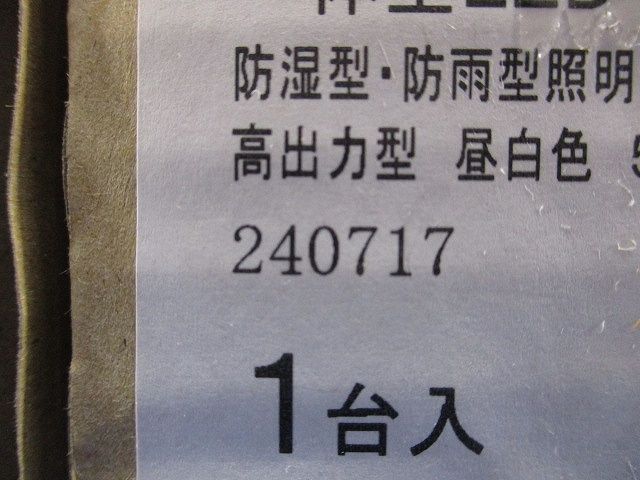 防湿型・防雨型照明
高出力型 昼白色
240717
1台入